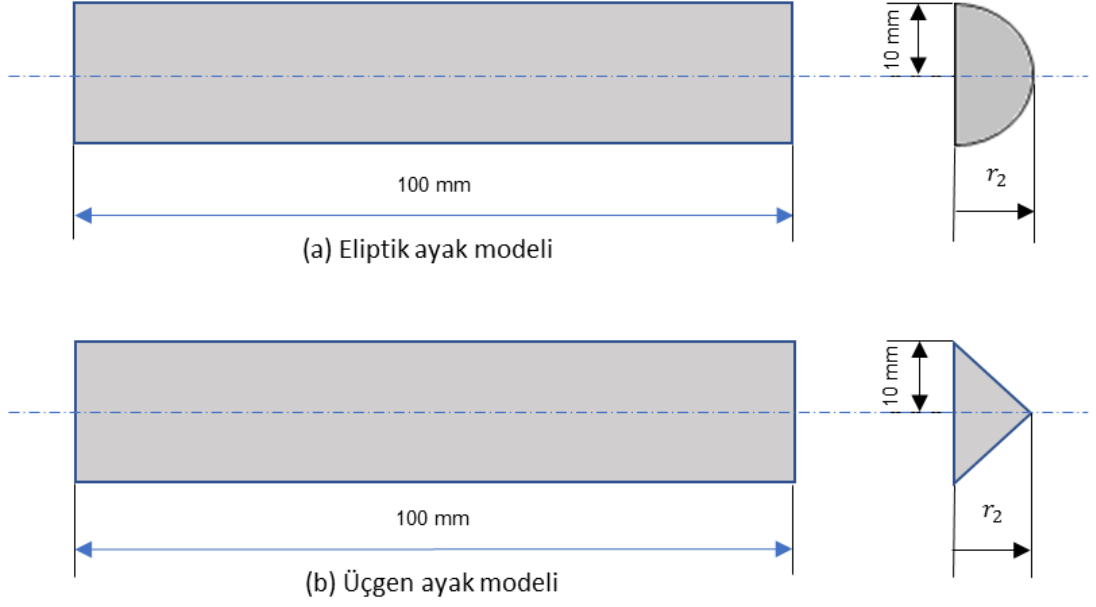 10 mm
r₂
100 mm
(a) Eliptik ayak modeli
10 mm
r₂
100 mm
(b) Üçgen ayak modeli